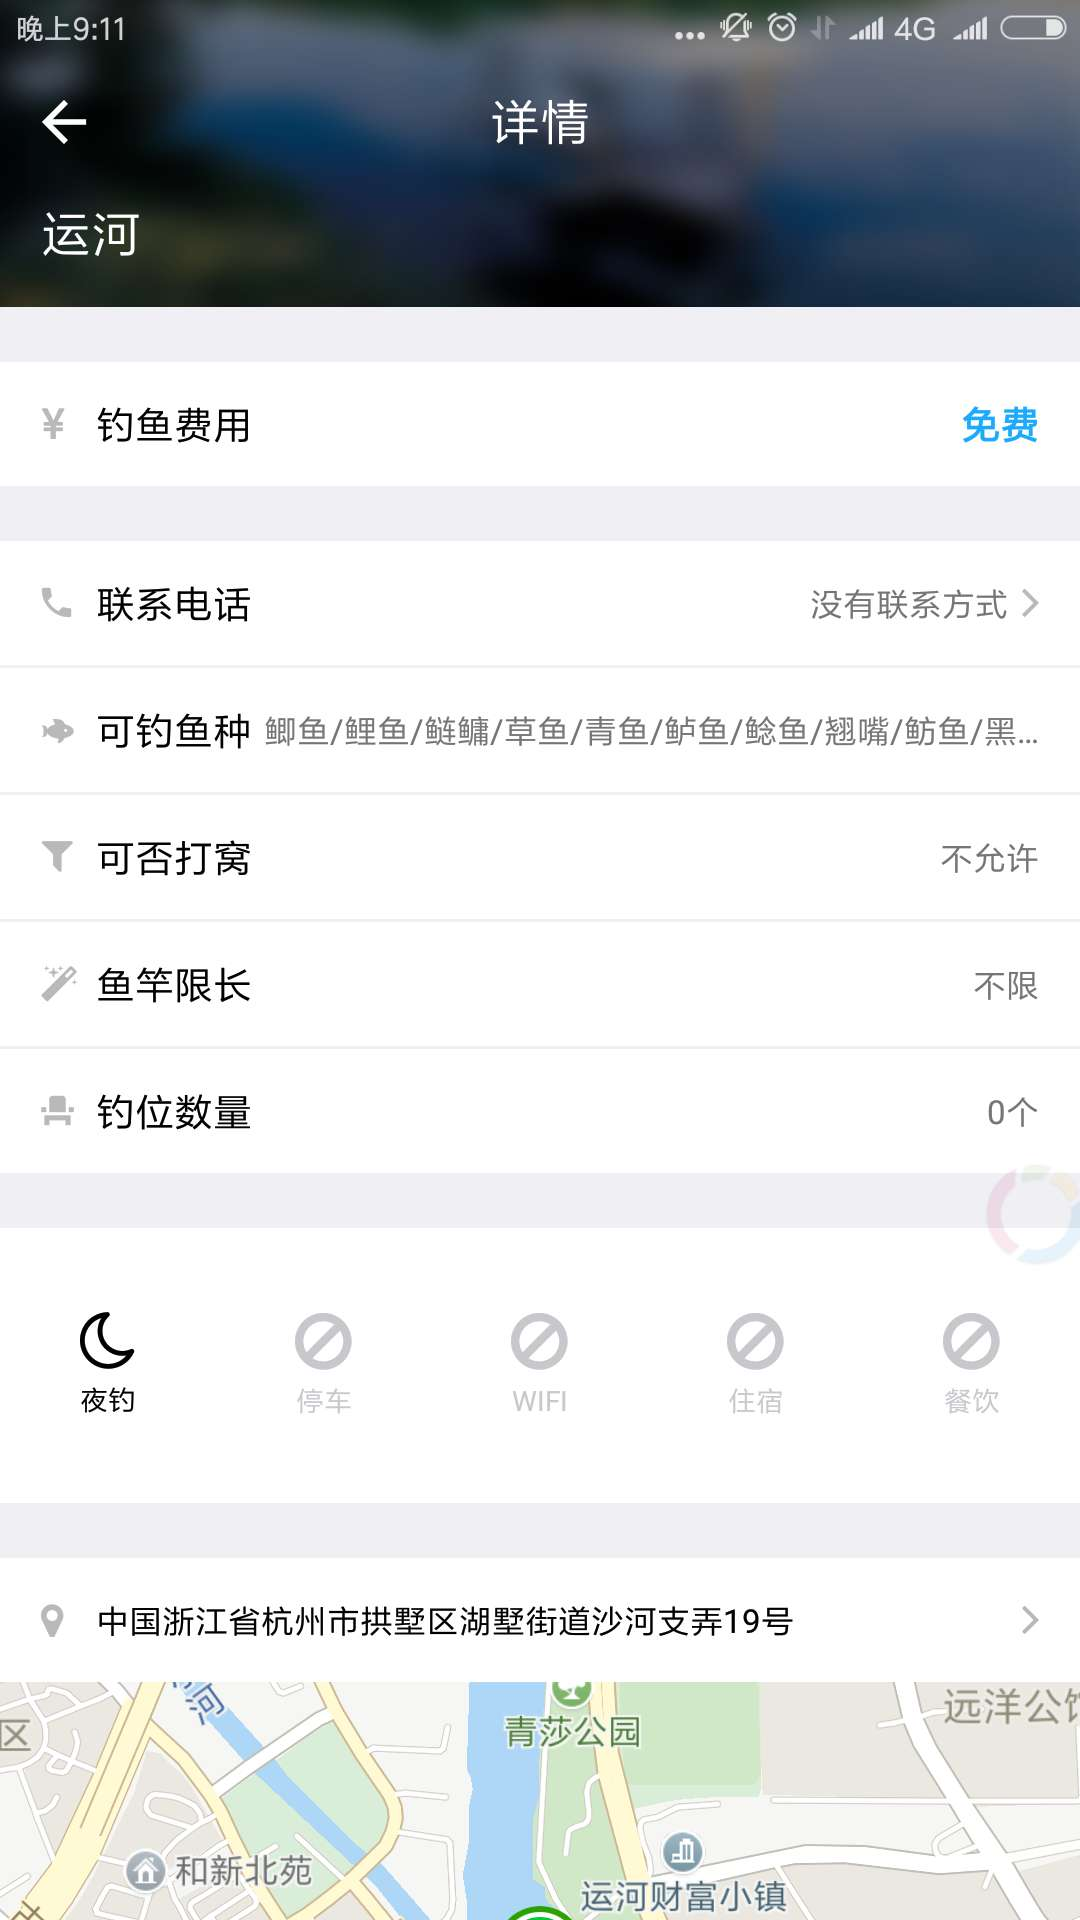 晚上9:11
4G
详情
运河
¥ 钓鱼费用 免费
联系电话 没有联系方式
可钓鱼种 鲫鱼/鲤鱼/鲢鳙/草鱼/青鱼/鲈鱼/鲶鱼/翘嘴/鲂鱼/黑...
可否打窝 不允许
鱼竿限长 不限
钓位数量 0个
夜钓 停车 WIFI 住宿 餐饮
中国浙江省杭州市拱墅区湖墅街道沙河支弄19号
河
远洋公馆
区
青莎公园
和新北苑
运河财富小镇